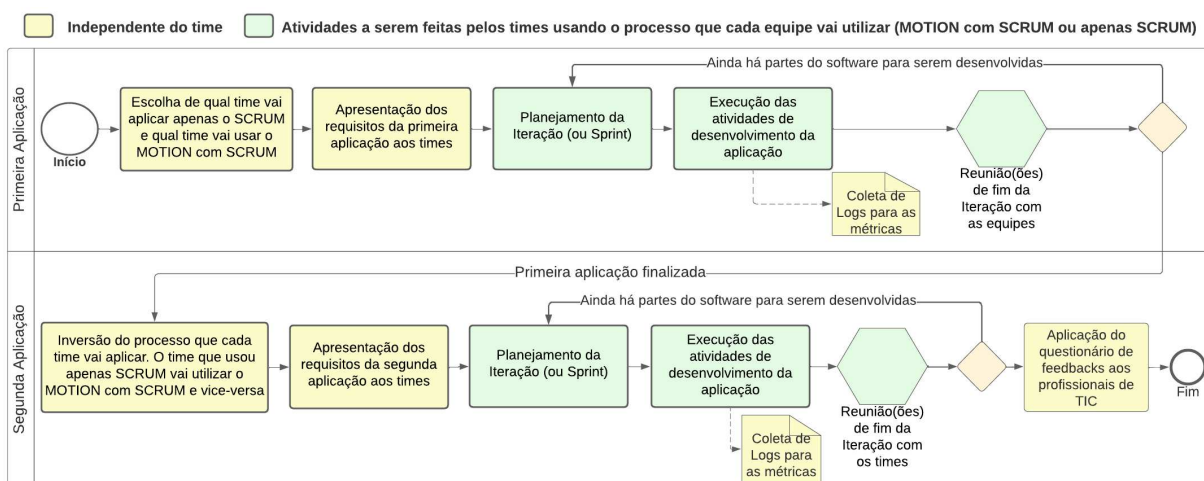 Independente do time
Atividades a serem feitas pelos times usando o processo que cada equipe vai utilizar (MOTION com SCRUM ou apenas SCRUM)
Primeira Aplicação
Ainda há partes do software para serem desenvolvidas
Início
Escolha de qual time vai
aplicar apenas o SCRUM
e qual time vai usar o
MOTION com SCRUM
Apresentação dos
requisitos da primeira
aplicação aos times
Planejamento da
Iteração (ou Sprint)
Execução das
atividades de
desenvolvimento da
aplicação
Coleta de
Logs para as
métricas
Reunião(ões)
de fim da
Iteração com
as equipes
Primeira aplicação finalizada
Segunda Aplicação
Ainda há partes do software para serem desenvolvidas
Inversão do processo que cada
time vai aplicar. O time que usou
apenas SCRUM vai utilizar o
MOTION com SCRUM e vice-versa
Apresentação dos
requisitos da segunda
aplicação aos times
Planejamento da
Iteração (ou Sprint)
Execução das
atividades de
desenvolvimento da
aplicação
Coleta de
Logs para
as métricas
Reunião(ões)
de fim da
Iteração com
os times
Aplicação do
questionário de
feedbacks aos
profissionais de
TIC
Fim